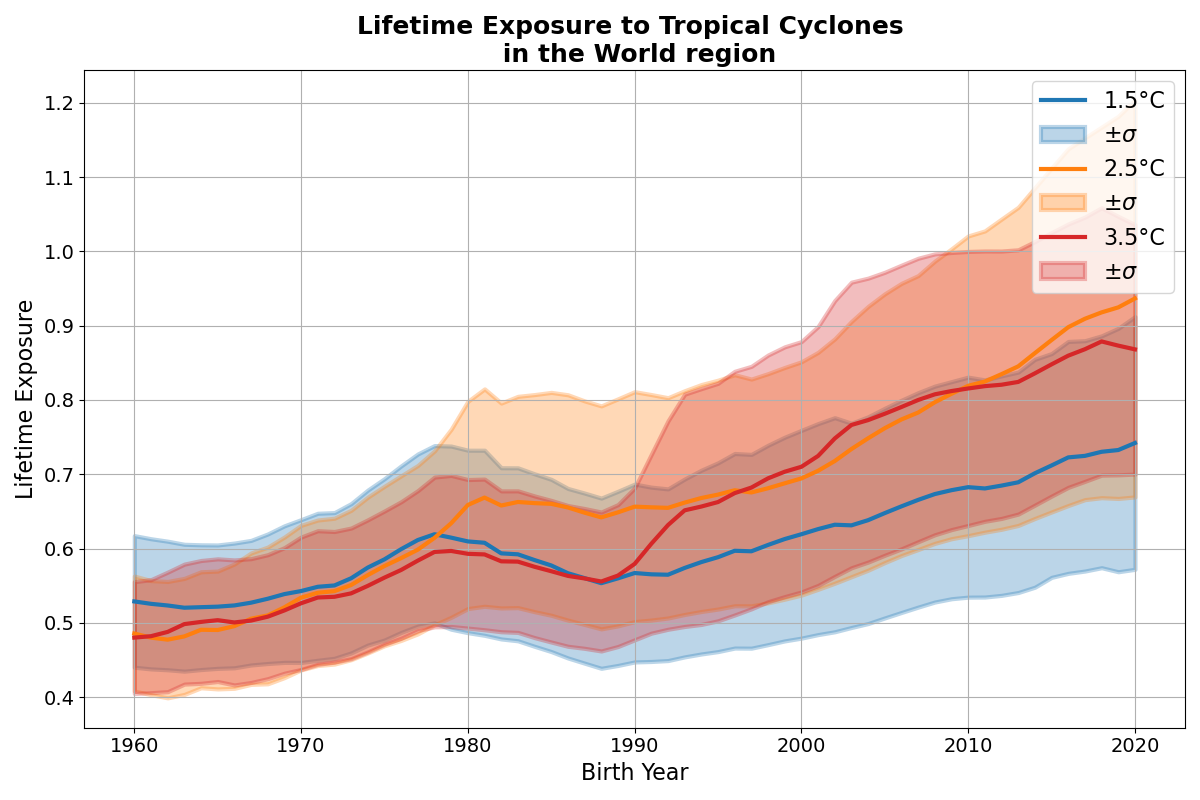 Lifetime Exposure to Tropical Cyclones
in the World region
Lifetime Exposure
1.2
1.1
1.0
0.9
0.8
0.7
0.6
0.5
0.4
1.5°C
±σ
2.5°C
±σ
3.5°C
±σ
1960 1970 1980 1990 2000 2010 2020
Birth Year